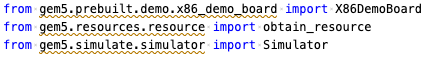 from gem5.prebuilt.demo.x86_demo_board import X86DemoBoard
from gem5.resources.resource import obtain_resource
from gem5.simulate.simulator import Simulator